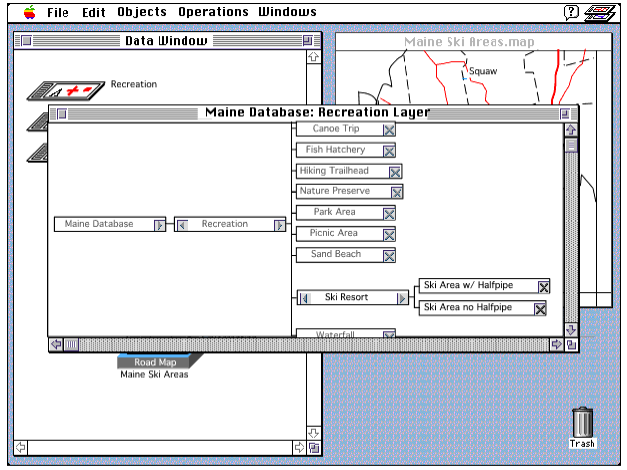 File Edit Objects Operations Windows
Data Window
Maine Ski Areas.map
Recreation
Squaw
Maine Database: Recreation Layer
Canoe Trip
Fish Hatchery
Hiking Trailhead
Nature Preserve
Park Area
Picnic Area
Sand Beach
Maine Database
Recreation
Ski Resort
Ski Area w/ Halfpipe
Ski Area no Halfpipe
Waterfall
Road Map
Maine Ski Areas
Trash